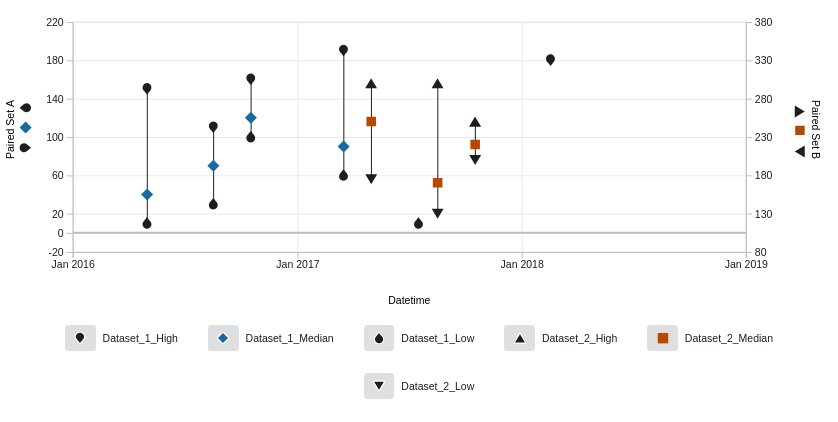 220
180
140
100
60
20
0
-20
380
330
280
230
180
130
80
Paired Set A
Paired Set B
Jan 2016
Jan 2017
Jan 2018
Jan 2019
Datetime
Dataset_1_High
Dataset_1_Median
Dataset_1_Low
Dataset_2_High
Dataset_2_Median
Dataset_2_Low